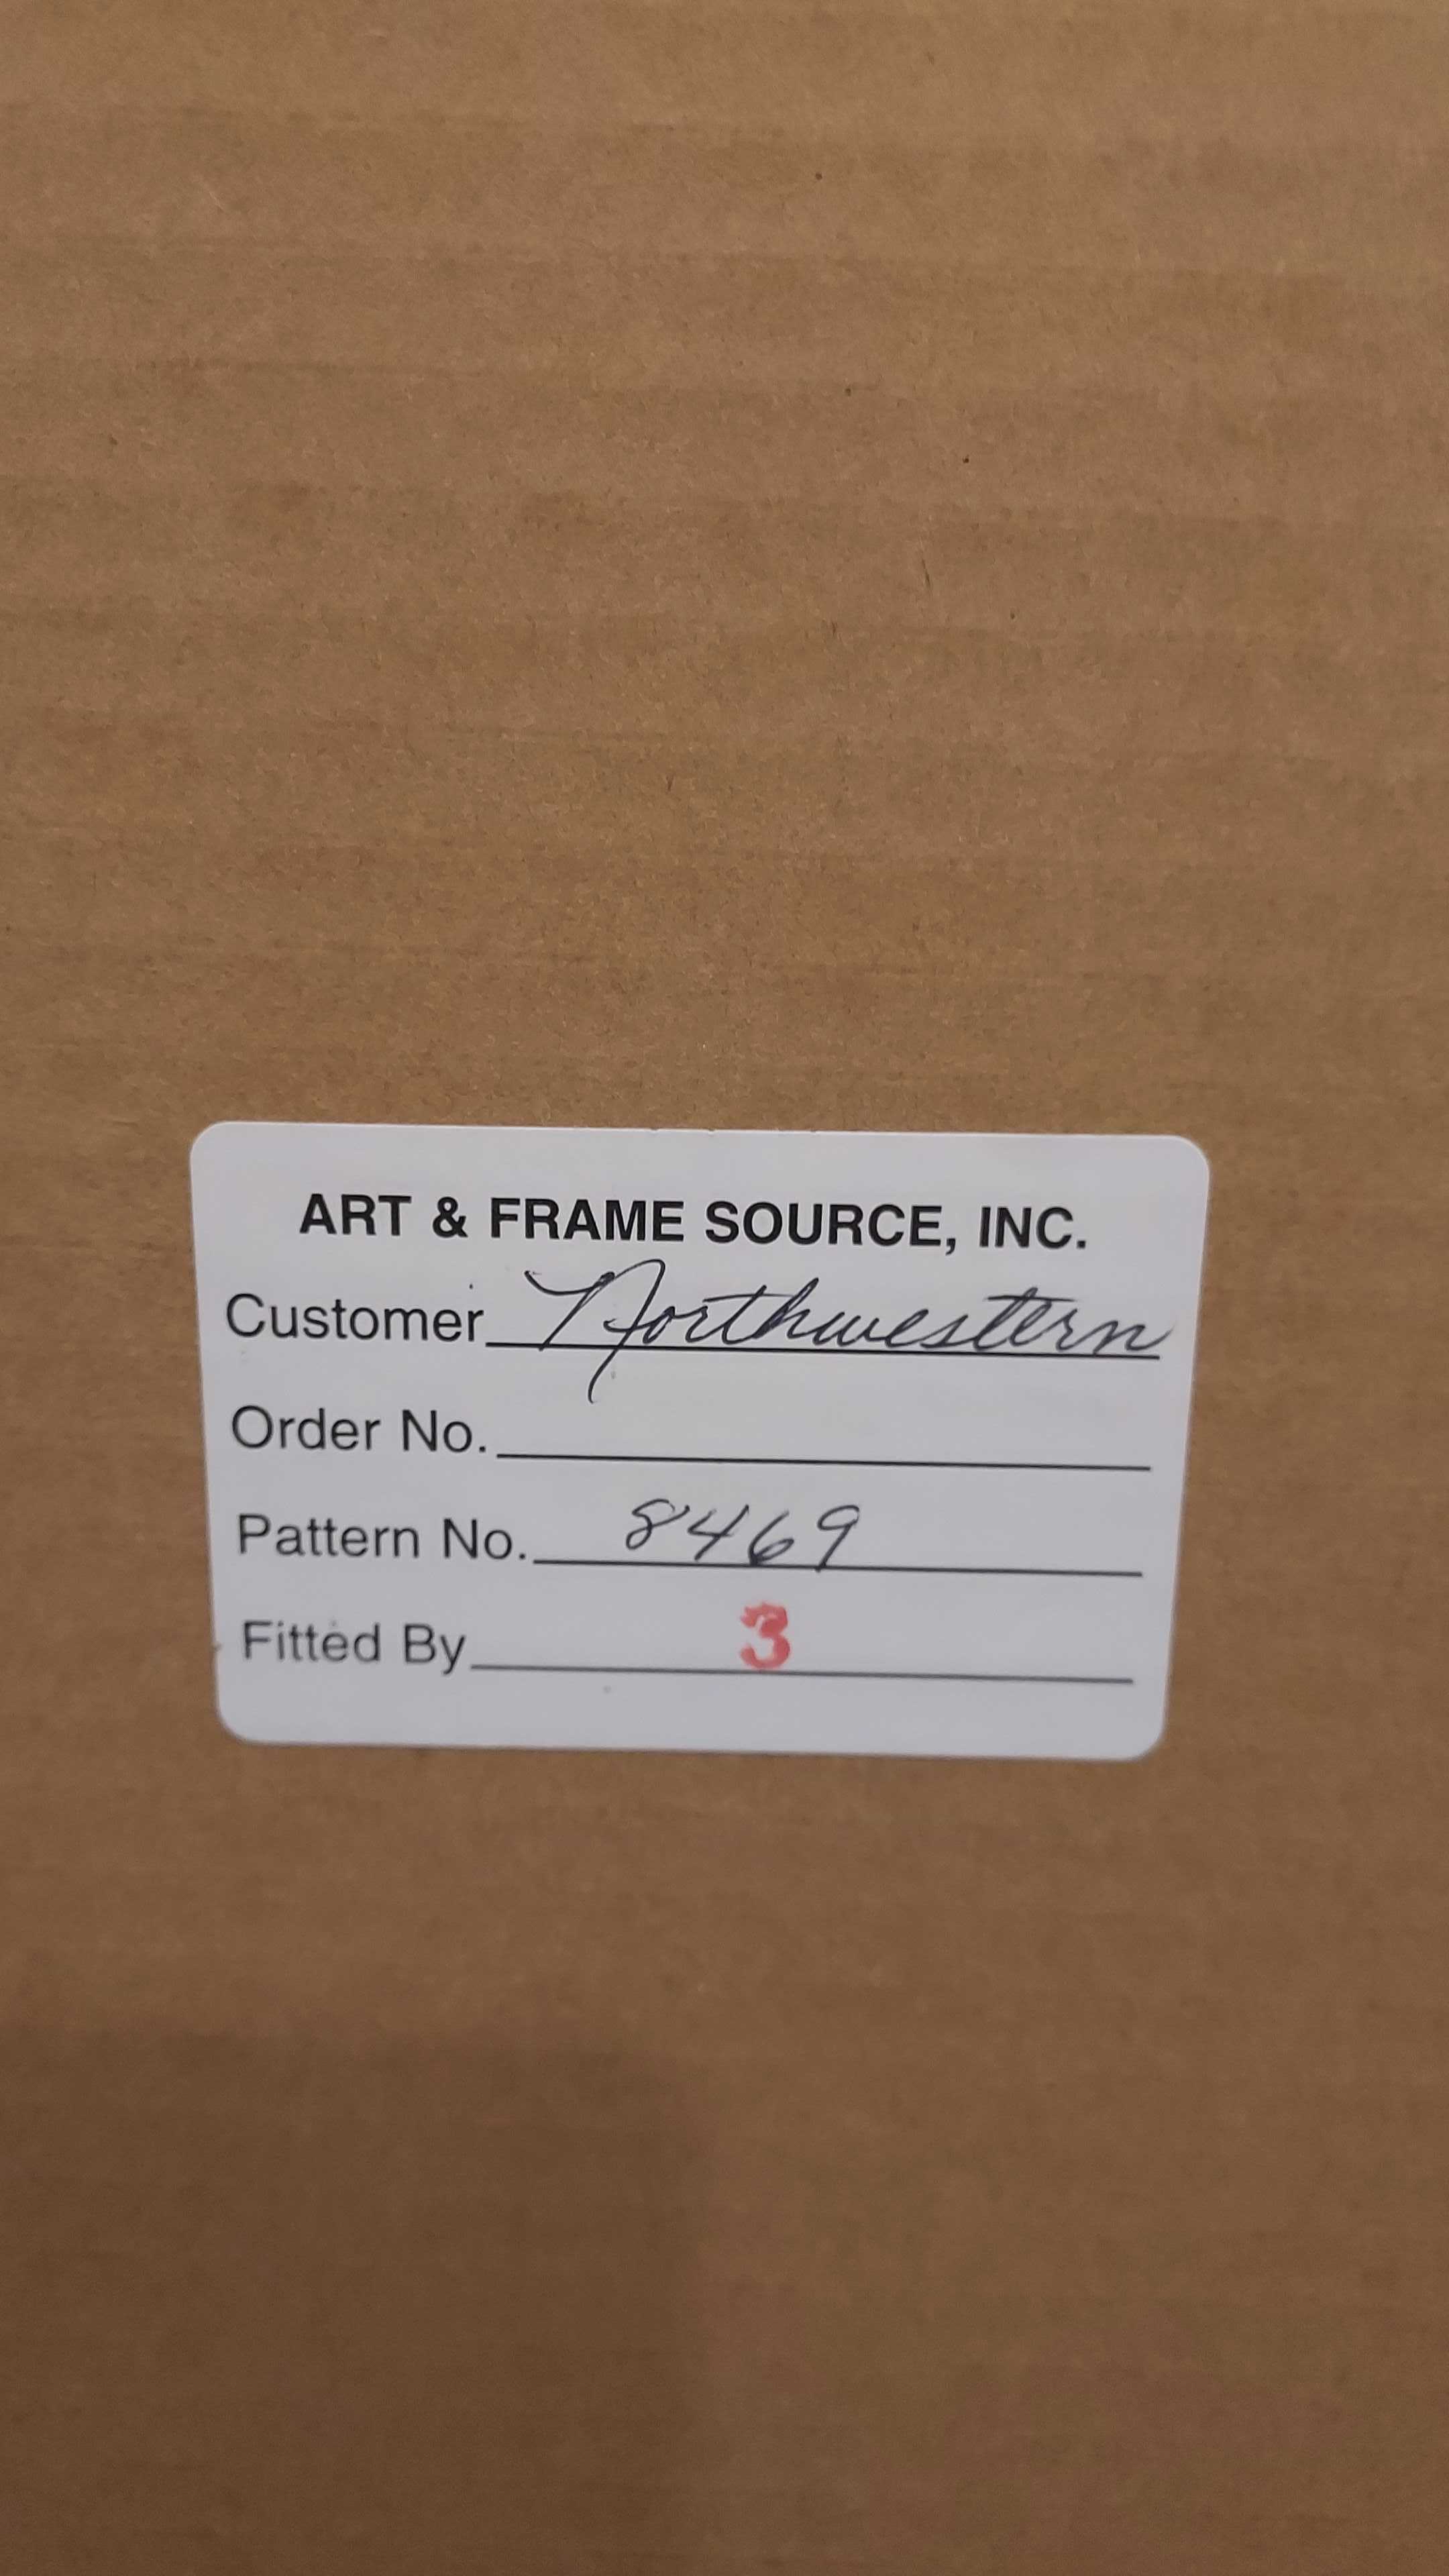 ART & FRAME SOURCE, INC.
Customer Northwestern
Order No.
Pattern No. 8469
Fitted By 3